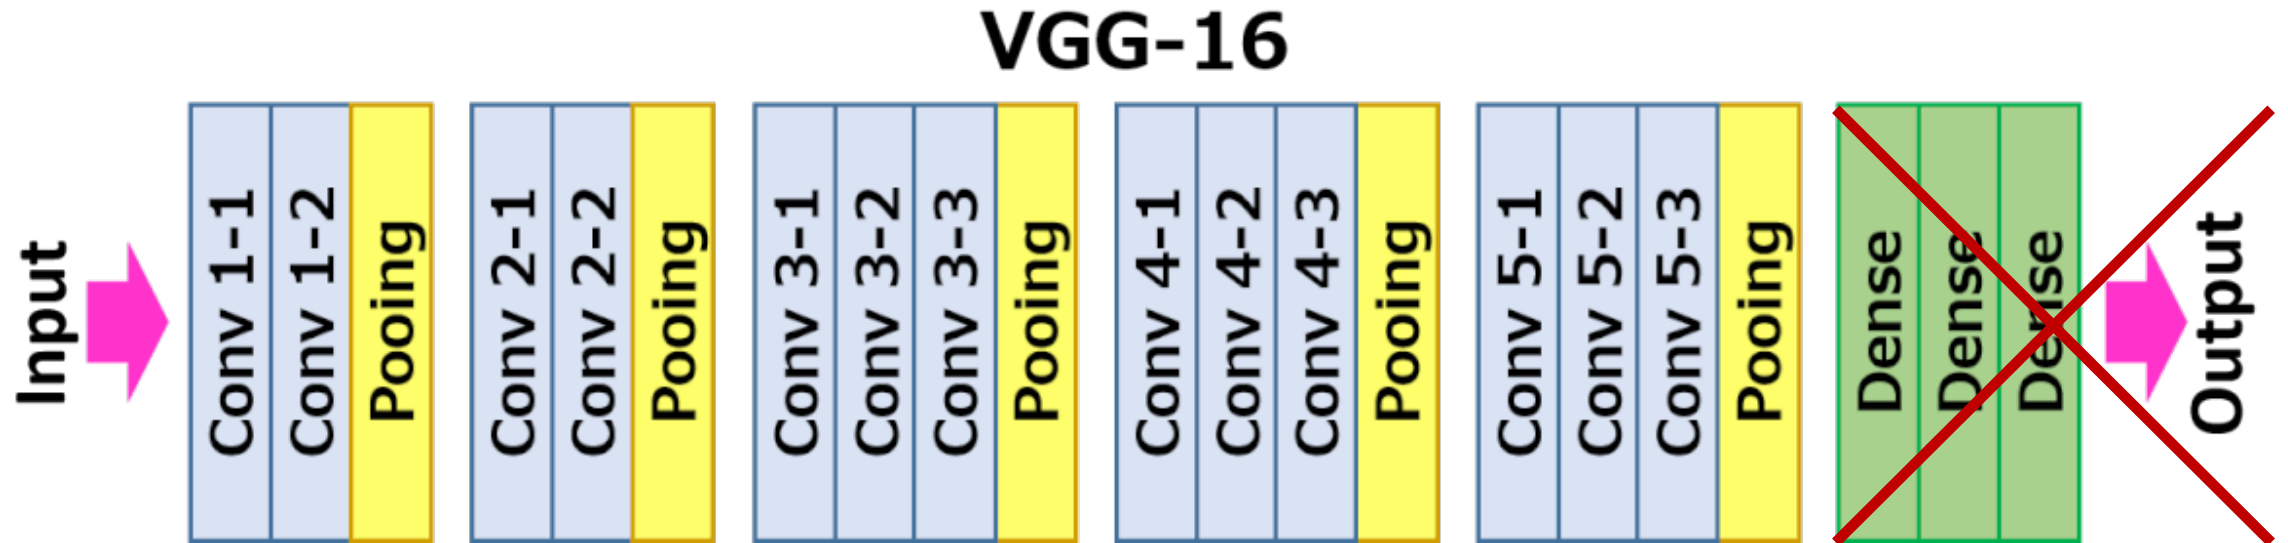 VGG-16
Input
Conv 1-1
Conv 1-2
Pooing
Conv 2-1
Conv 2-2
Pooing
Conv 3-1
Conv 3-2
Conv 3-3
Pooing
Conv 4-1
Conv 4-2
Conv 4-3
Pooing
Conv 5-1
Conv 5-2
Conv 5-3
Pooing
Dense
Dense
Dense
Output